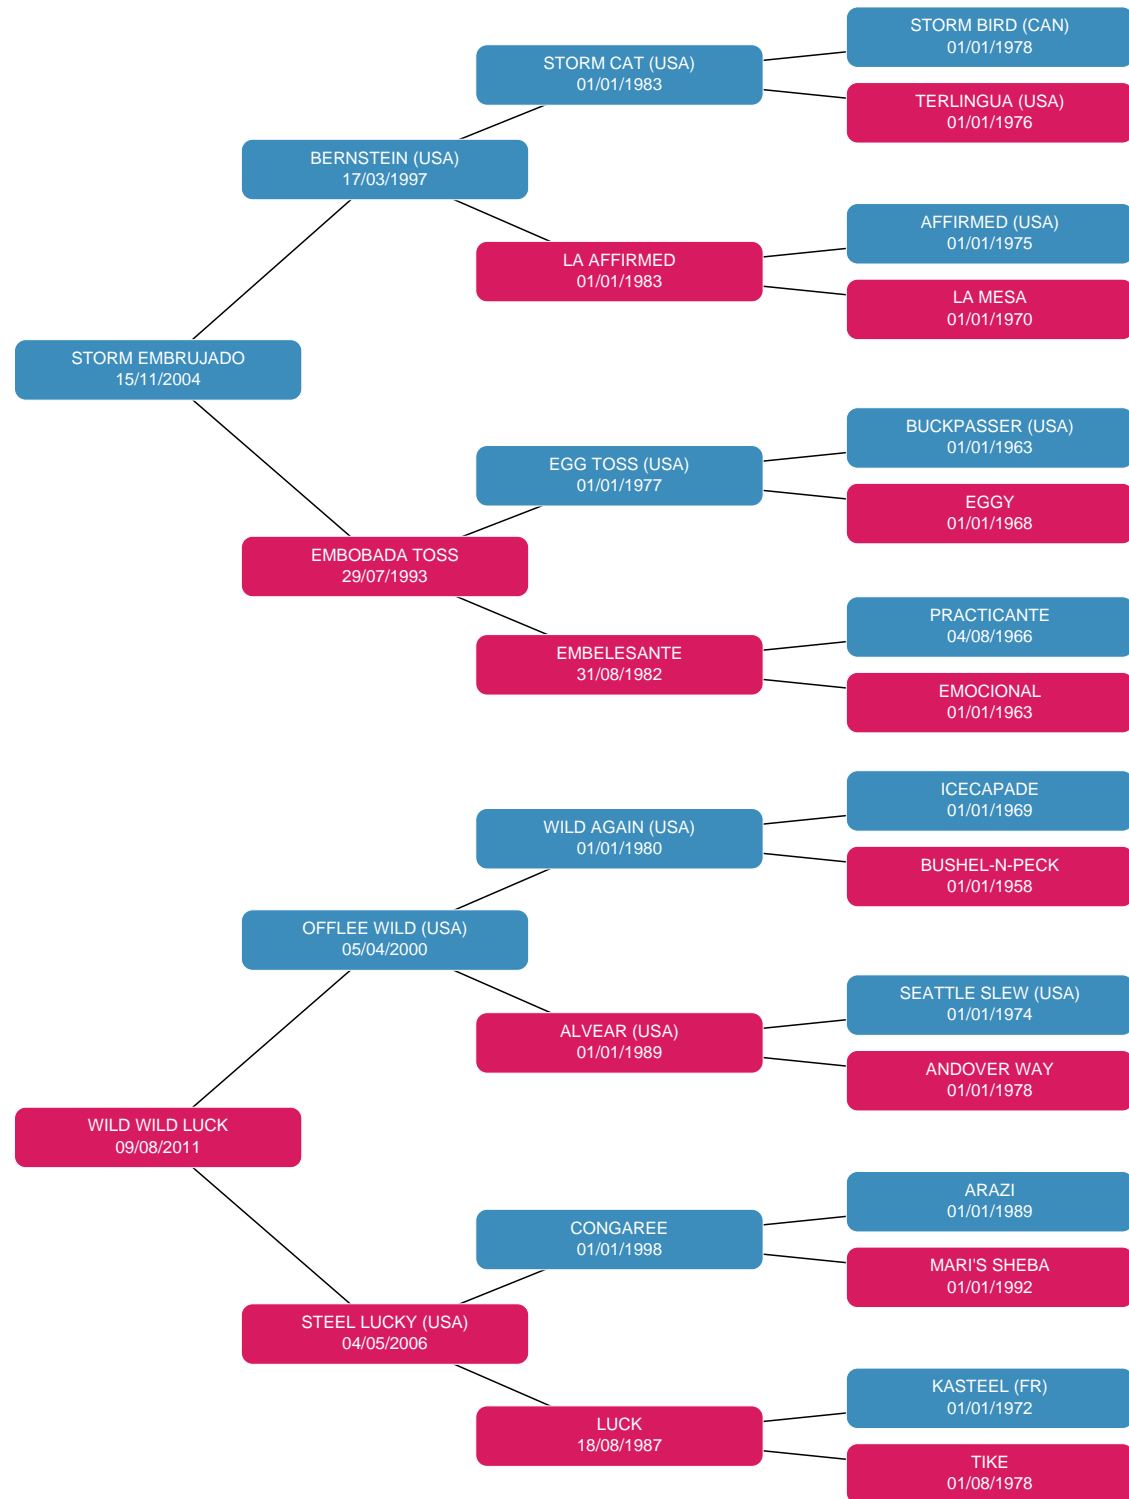 STORM BIRD (CAN)
01/01/1978
STORM CAT (USA)
01/01/1983
TERLINGUA (USA)
01/01/1976
BERNSTEIN (USA)
17/03/1997
AFFIRMED (USA)
01/01/1975
LA AFFIRMED
01/01/1983
LA MESA
01/01/1970
STORM EMBRUJADO
15/11/2004
BUCKPASSER (USA)
01/01/1963
EGG TOSS (USA)
01/01/1977
EGGY
01/01/1968
EMBOBADA TOSS
29/07/1993
PRACTICANTE
04/08/1966
EMBELESANTE
31/08/1982
EMOCIONAL
01/01/1963
ICECAPADE
01/01/1969
WILD AGAIN (USA)
01/01/1980
BUSHEL-N-PECK
01/01/1958
OFFLEE WILD (USA)
05/04/2000
SEATTLE SLEW (USA)
01/01/1974
ALVEAR (USA)
01/01/1989
ANDOVER WAY
01/01/1978
WILD WILD LUCK
09/08/2011
ARAZI
01/01/1989
CONGAREE
01/01/1998
MARI'S SHEBA
01/01/1992
STEEL LUCKY (USA)
04/05/2006
KASTEEL (FR)
01/01/1972
LUCK
18/08/1987
TIKE
01/08/1978